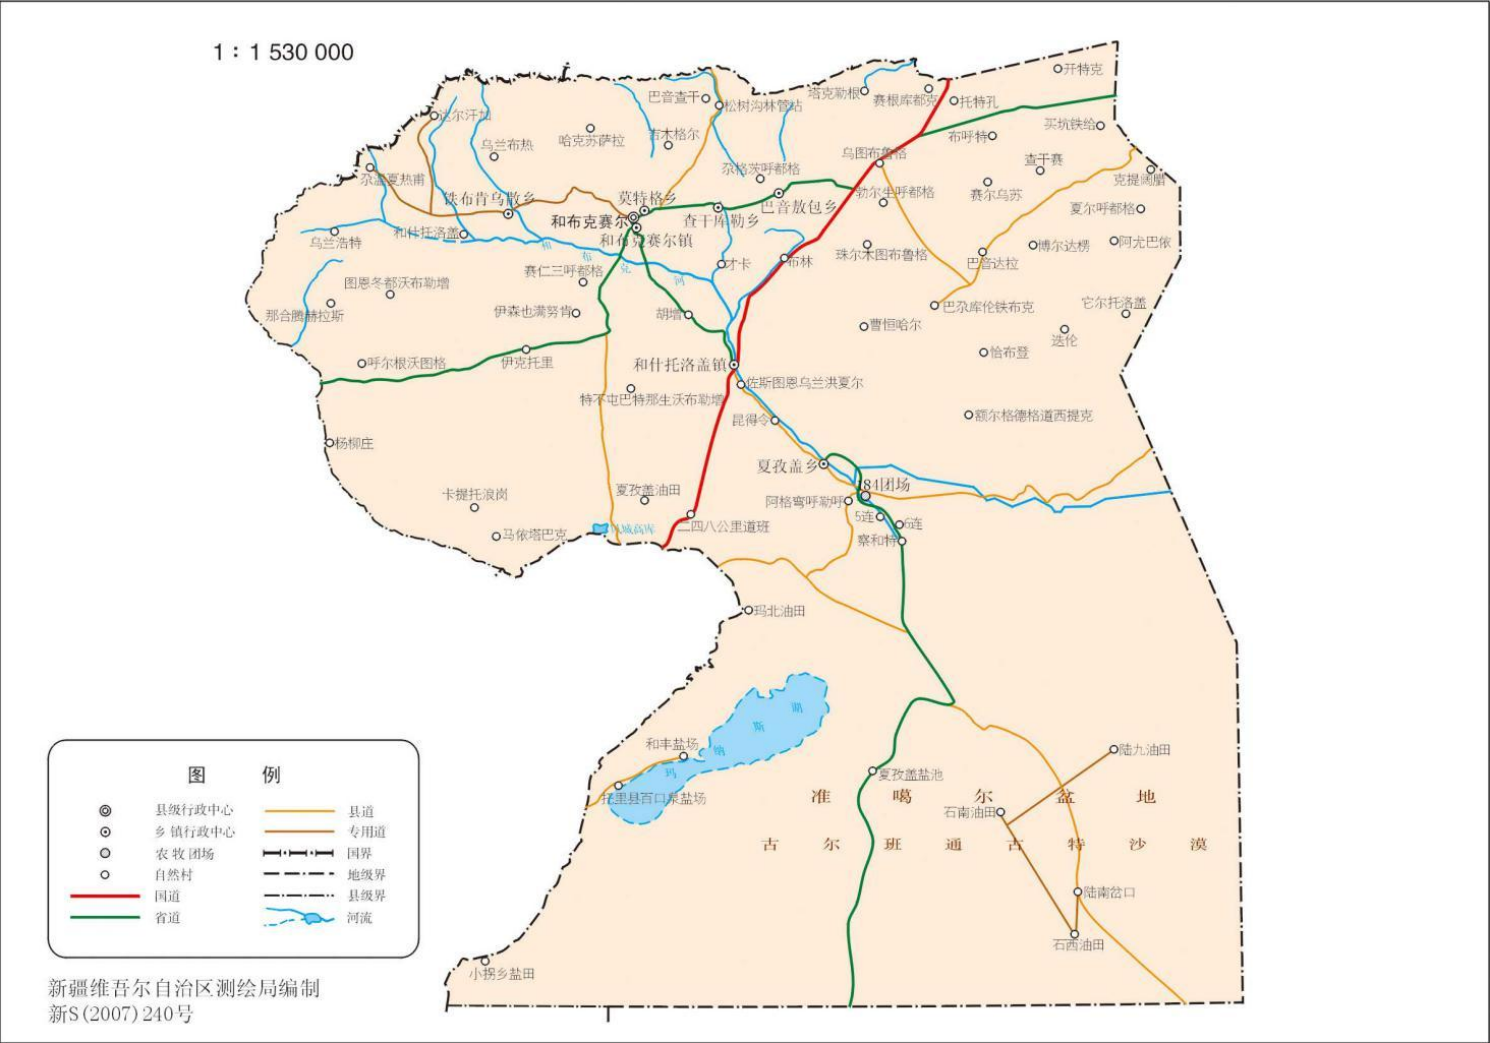 1：1 530 000
开特克
塔克勒根
赛根库都克
托特孔
巴音查干
松树沟林管站
达尔汗加
买坑铁给
布呼特
哈克苏萨拉
吉木格尔
乌兰布热
乌图布鲁格
查干赛
尕格茨呼都格
克提阔腊
尕温夏热甫
勃尔生呼都格
赛尔乌苏
铁布肯乌散乡
莫特格乡
巴音敖包乡
夏尔呼都格
和布克赛尔
查干库勒乡
和什托洛盖
和布克赛尔镇
乌兰浩特
博尔达楞
阿尤巴依
和
布
克
河
珠尔木图布鲁格
才卡
布林
巴音达拉
赛仁三呼都格
图恩冬都沃布勒增
那合腾赫拉斯
伊森也满努肯
胡增
巴尕库伦铁布克
它尔托洛盖
曹恒哈尔
迭伦
恰布登
呼尔根沃图格
伊克托里
和什托洛盖镇
佐斯图恩乌兰洪夏尔
特不屯巴特那生沃布勒增
昆得令
额尔格德格道西提克
杨柳庄
夏孜盖乡
184团场
卡提托浪岗
夏孜盖油田
阿格弯呼勒呼
5连
6连
马依塔巴克
二四八公里道班
察和特
玛北油田
湖
斯
纳
玛
和丰盐场
托里县百口泉盐场
陆九油田
夏孜盖盐池
准噶尔盆地
石南油田
古尔班通古特沙漠
陆南岔口
石西油田
小拐乡盐田
图 例
县级行政中心
县道
乡镇行政中心
专用道
农牧团场
国界
自然村
地级界
国道
县级界
省道
河流
新疆维吾尔自治区测绘局编制
新S(2007)240号